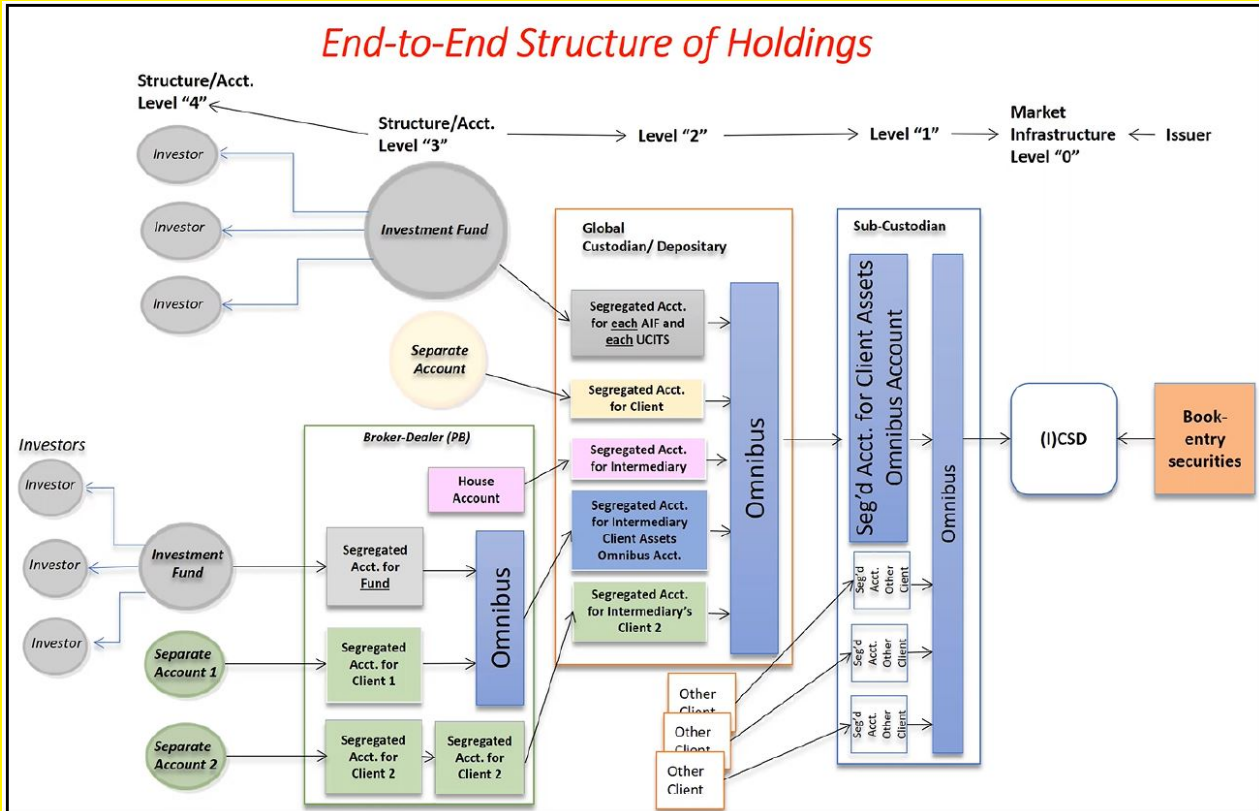 End-to-End Structure of Holdings
Structure/Acct.
Level “4”
Structure/Acct.
Level “3”
Level “2”
Level “1”
Market
Infrastructure
Level “0”
Issuer
Investor
Investor
Investor
Investment Fund
Separate
Account
Global
Custodian/ Depositary
Segregated Acct.
for each AIF and
each UCITS
Segregated Acct.
for Client
Segregated Acct.
for Intermediary
Segregated Acct.
for Intermediary
Client Assets
Omnibus Acct.
Segregated Acct.
for Intermediary’s
Client 2
Omnibus
Sub-Custodian
Seg’d Acct. for Client Assets
Omnibus Account
Omnibus
Seg’d
Acct.
Other
Cient
Seg’d
Acct.
Other
Client
Seg’d
Acct.
Other
Client
(I)CSD
Book-
entry
securities
Investors
Investor
Investor
Investor
Investment
Fund
Separate
Account 1
Separate
Account 2
Broker-Dealer (PB)
House
Account
Segregated
Acct. for
Fund
Segregated
Acct. for
Client 1
Omnibus
Segregated
Acct. for
Client 2
Segregated
Acct. for
Client 2
Other
Client
Other
Client
Other
Client